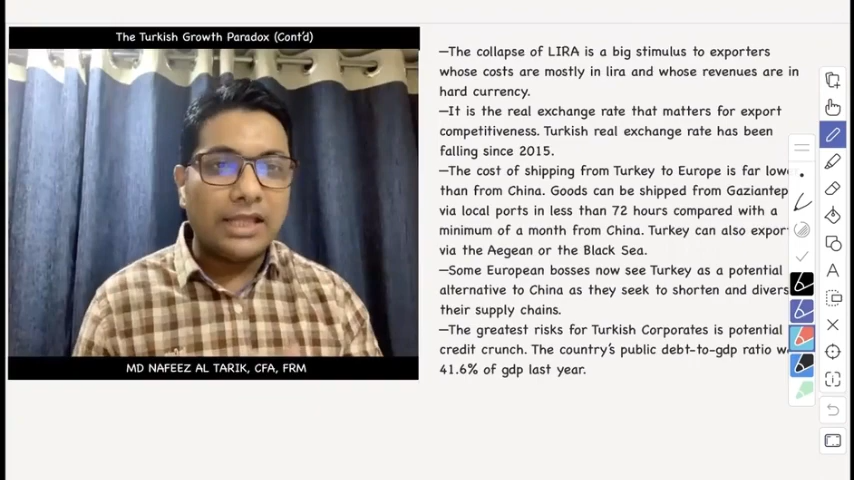 The Turkish Growth Paradox (Cont'd)
—The collapse of LIRA is a big stimulus to exporters
whose costs are mostly in lira and whose revenues are in
hard currency.
—It is the real exchange rate that matters for export
competitiveness. Turkish real exchange rate has been
falling since 2015.
—The cost of shipping from Turkey to Europe is far
than from China. Goods can be shipped from Gaziantep
via local ports in less than 72 hours compared with a
minimum of a month from China. Turkey can also
via the Aegean or the Black Sea.
—Some European bosses now see Turkey as a potential
alternative to China as they seek to shorten and
their supply chains.
—The greatest risks for Turkish Corporates is potential
credit crunch. The country's public debt-to-gdp ratio
41.6% of gdp last year.
MD NAFEEZ AL TARIK, CFA, FRM
A